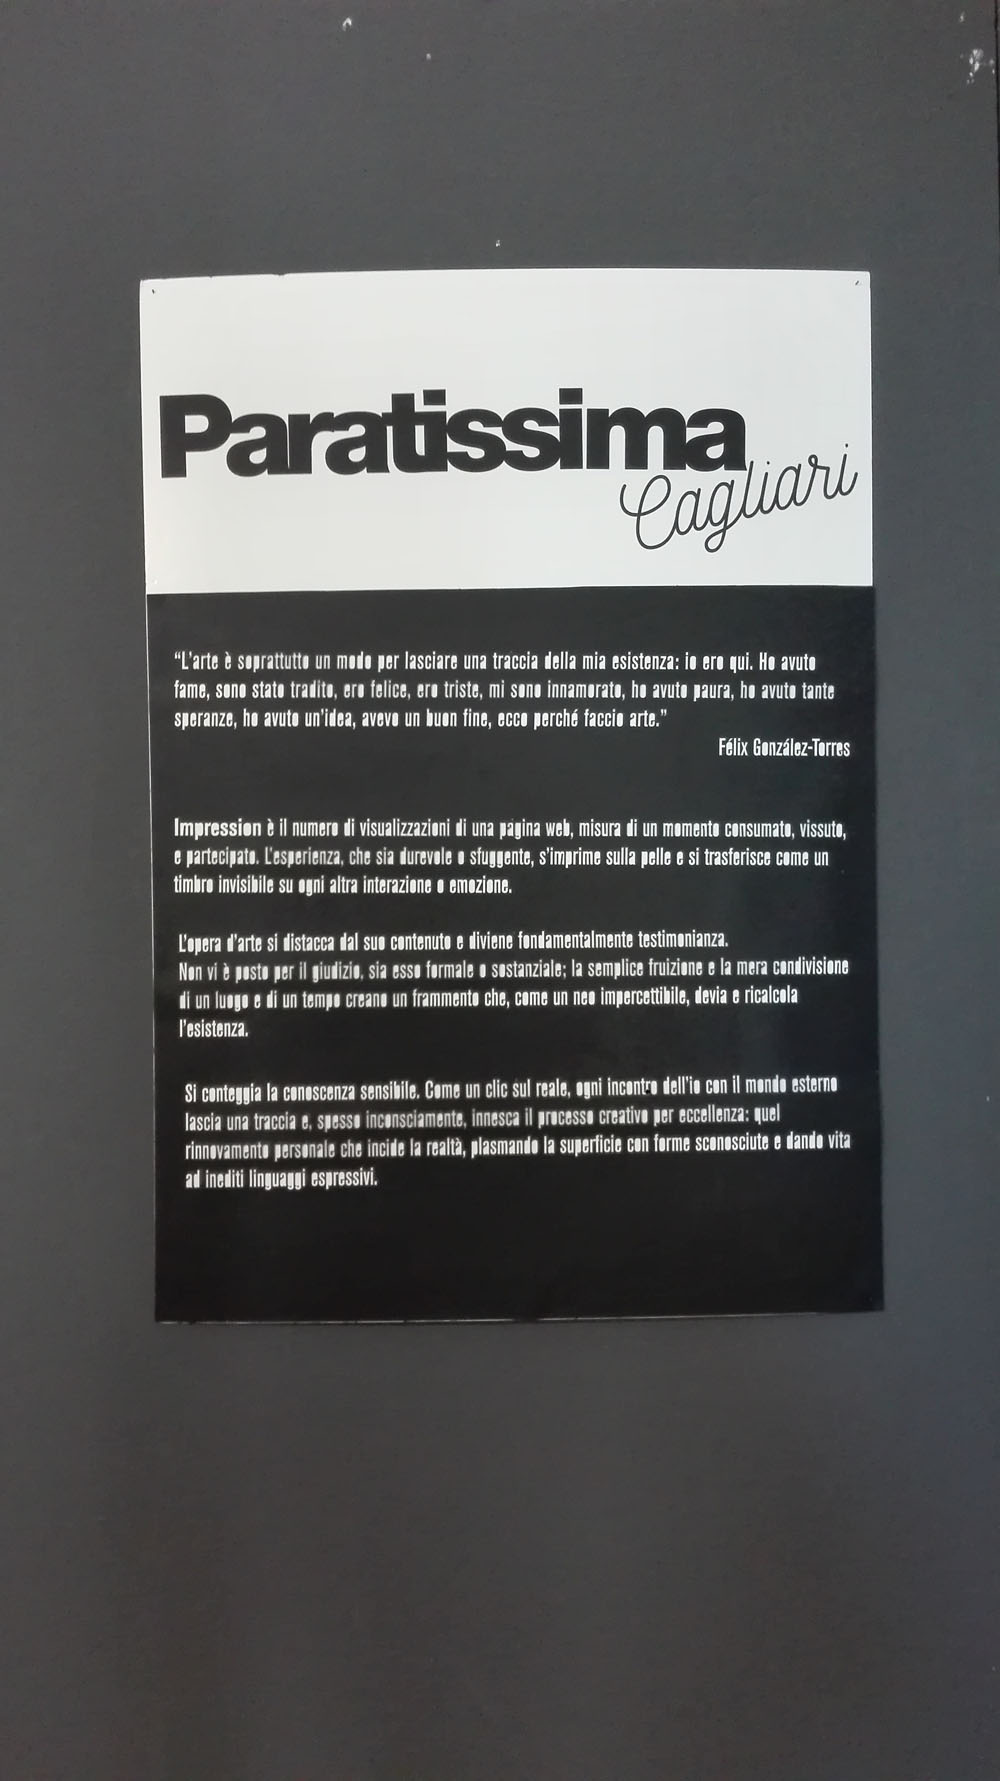 Paratissima
Cagliari
“L'arte è soprattutto un modo per lasciare una traccia della mia esistenza: io ero qui. Ho avuto
fame, sono stato tradito, ero felice, ero triste, mi sono innamorato, ho avuto paura, ho avuto tante
speranze, ho avuto un'idea, avevo un buon fine, ecco perché faccio arte.”
Félix González-Torres
Impression è il numero di visualizzazioni di una pagina web, misura di un momento consumato, vissuto,
e partecipato. L'esperienza, che sia durevole o sfuggente, s'imprime sulla pelle e si trasferisce come un
timbro invisibile su ogni altra interazione o emozione.
L'opera d'arte si distacca dal suo contenuto e diviene fondamentalmente testimonianza.
Non vi è posto per il giudizio, sia esso formale o sostanziale; la semplice fruizione e la mera condivisione
di un luogo e di un tempo creano un frammento che, come un neo impercettibile, devia e ricalcola
l'esistenza.
Si conteggia la conoscenza sensibile. Come un clic sul reale, ogni incontro dell'io con il mondo esterno
lascia una traccia e, spesso inconsciamente, innesca il processo creativo per eccellenza: quel
rinnovamento personale che incide la realtà, plasmando la superficie con forme sconosciute e dando vita
ad inediti linguaggi espressivi.